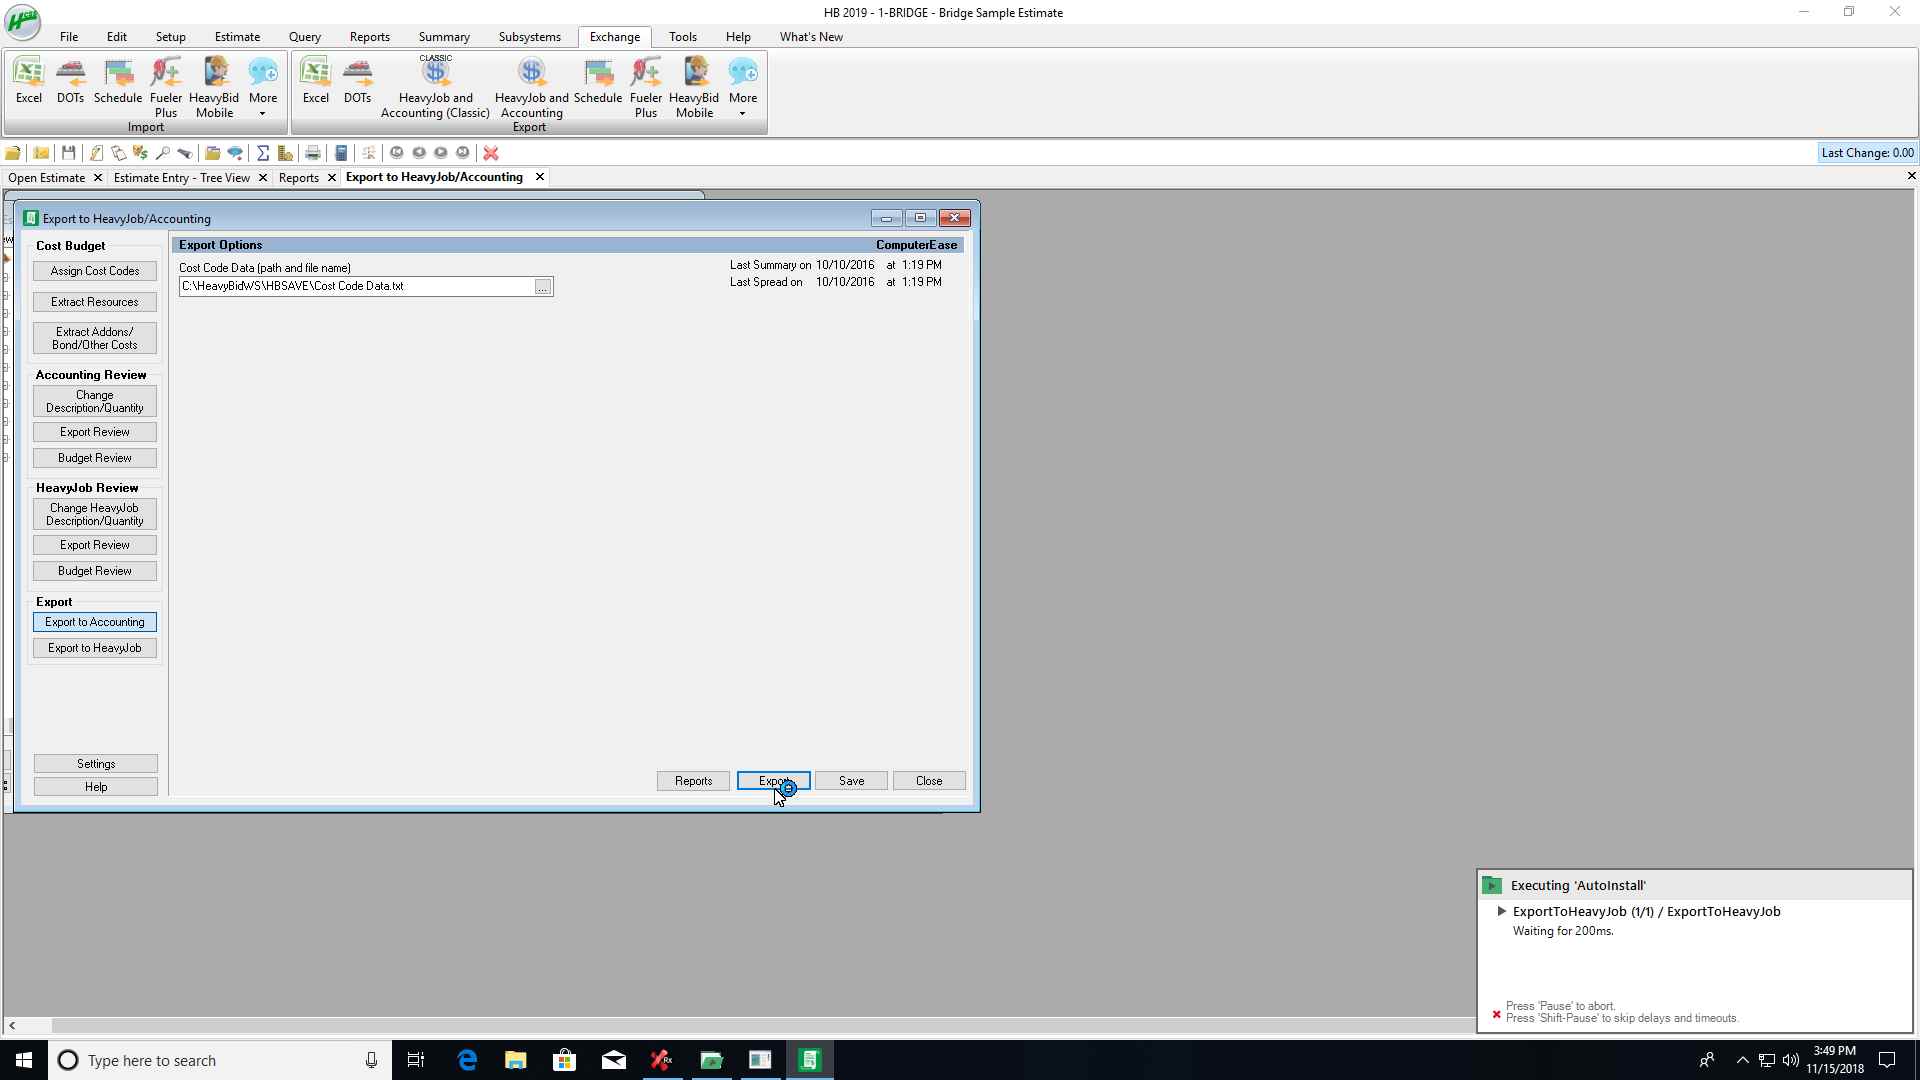 HB 2019 - 1-BRIDGE - Bridge Sample Estimate
File Edit Setup Estimate Query Reports Summary Subsystems Exchange Tools Help What's New
CLASSIC
Excel DOTs Schedule Fueler Plus HeavyBid Mobile More
Import
Excel DOTs HeavyJob and Accounting (Classic) HeavyJob and Accounting Schedule Fueler Plus HeavyBid Mobile More
Export
Last Change: 0.00
Open Estimate Estimate Entry - Tree View Reports Export to HeavyJob/Accounting
Export to HeavyJob/Accounting
Cost Budget
Assign Cost Codes
Extract Resources
Extract Addons/
Bond/Other Costs
Accounting Review
Change
Description/Quantity
Export Review
Budget Review
HeavyJob Review
Change HeavyJob
Description/Quantity
Export Review
Budget Review
Export
Export to Accounting
Export to HeavyJob
Settings
Help
Export Options ComputerEase
Cost Code Data (path and file name)
C:\HeavyBidWS\HBSAVE\Cost Code Data.txt ...
Last Summary on 10/10/2016 at 1:19 PM
Last Spread on 10/10/2016 at 1:19 PM
Reports Export Save Close
Executing 'AutoInstall'
ExportToHeavyJob (1/1) / ExportToHeavyJob
Waiting for 200ms.
Press 'Pause' to abort.
Press 'Shift-Pause' to skip delays and timeouts.
Type here to search
3:49 PM
11/15/2018